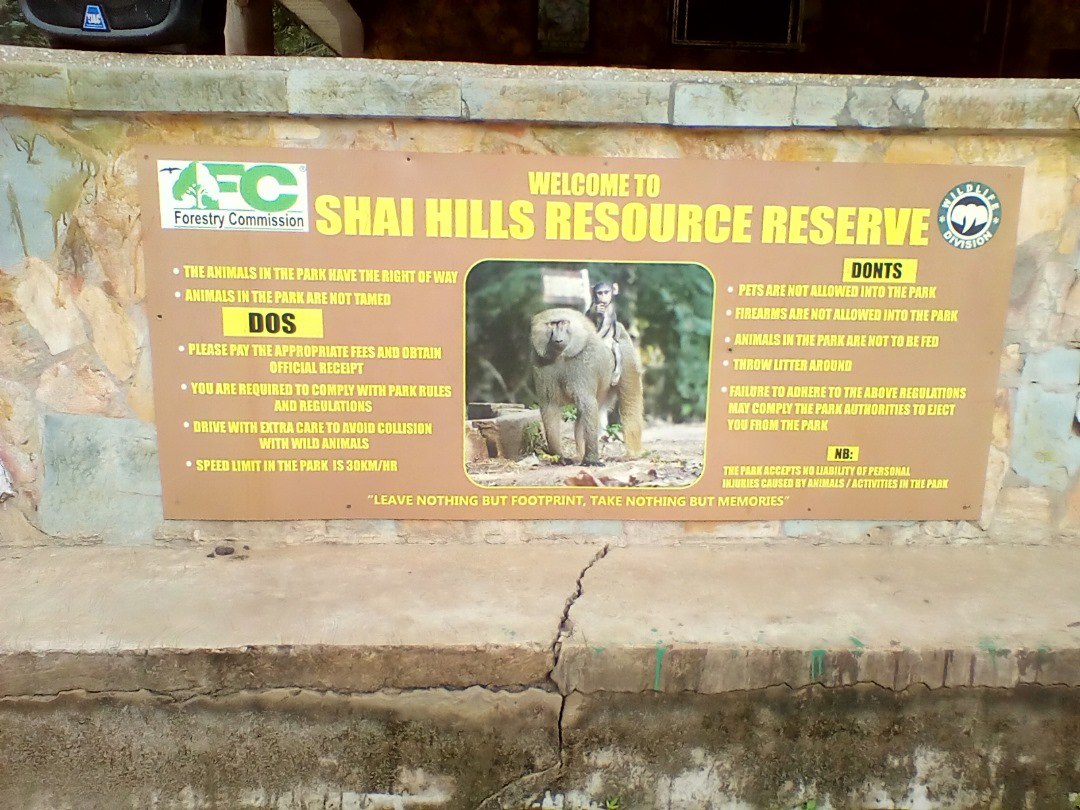 FC
Forestry Commission
WELCOME TO
SHAI HILLS RESOURCE RESERVE
WILDLIFE
DIVISION
• THE ANIMALS IN THE PARK HAVE THE RIGHT OF WAY
• ANIMALS IN THE PARK ARE NOT TAMED
DOS
• PLEASE PAY THE APPROPRIATE FEES AND OBTAIN
OFFICIAL RECEIPT
• YOU ARE REQUIRED TO COMPLY WITH PARK RULES
AND REGULATIONS
• DRIVE WITH EXTRA CARE TO AVOID COLLISION
WITH WILD ANIMALS
• SPEED LIMIT IN THE PARK IS 30KM/HR
DONTS
• PETS ARE NOT ALLOWED INTO THE PARK
• FIREARMS ARE NOT ALLOWED INTO THE PARK
• ANIMALS IN THE PARK ARE NOT TO BE FED
• THROW LITTER AROUND
• FAILURE TO ADHERE TO THE ABOVE REGULATIONS
MAY COMPLY THE PARK AUTHORITIES TO EJECT
YOU FROM THE PARK
NB:
THE PARK ACCEPTS NO LIABILITY OF PERSONAL
INJURIES CAUSED BY ANIMALS / ACTIVITIES IN THE PARK
"LEAVE NOTHING BUT FOOTPRINT, TAKE NOTHING BUT MEMORIES"